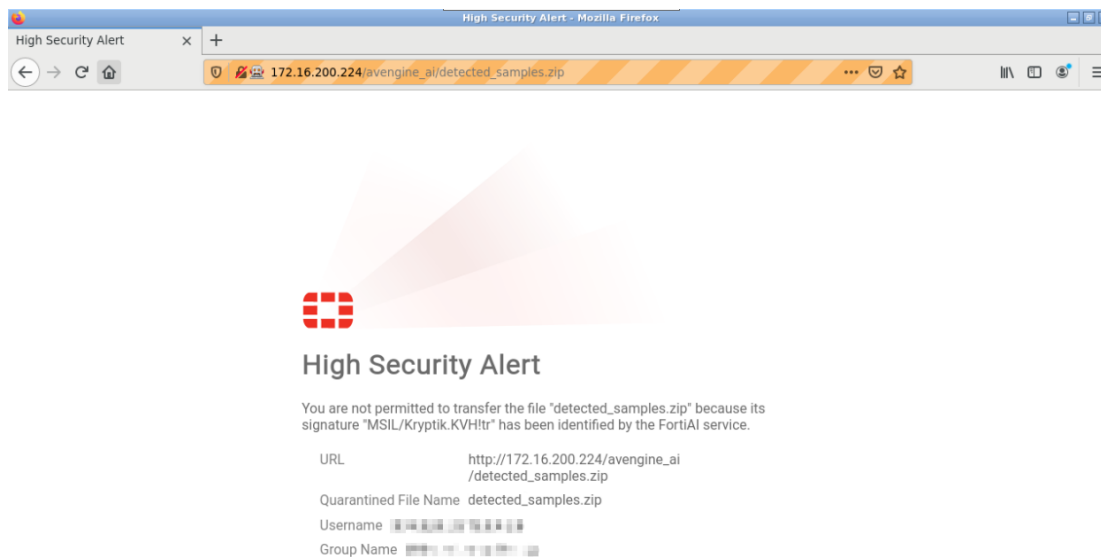 High Security Alert - Mozilla Firefox
High Security Alert
172.16.200.224/avengine_ai/detected_samples.zip
High Security Alert
You are not permitted to transfer the file "detected_samples.zip" because its
signature "MSIL/Kryptik.KVH!tr" has been identified by the FortiAI service.
URL http://172.16.200.224/avengine_ai
/detected_samples.zip
Quarantined File Name detected_samples.zip
Username
Group Name